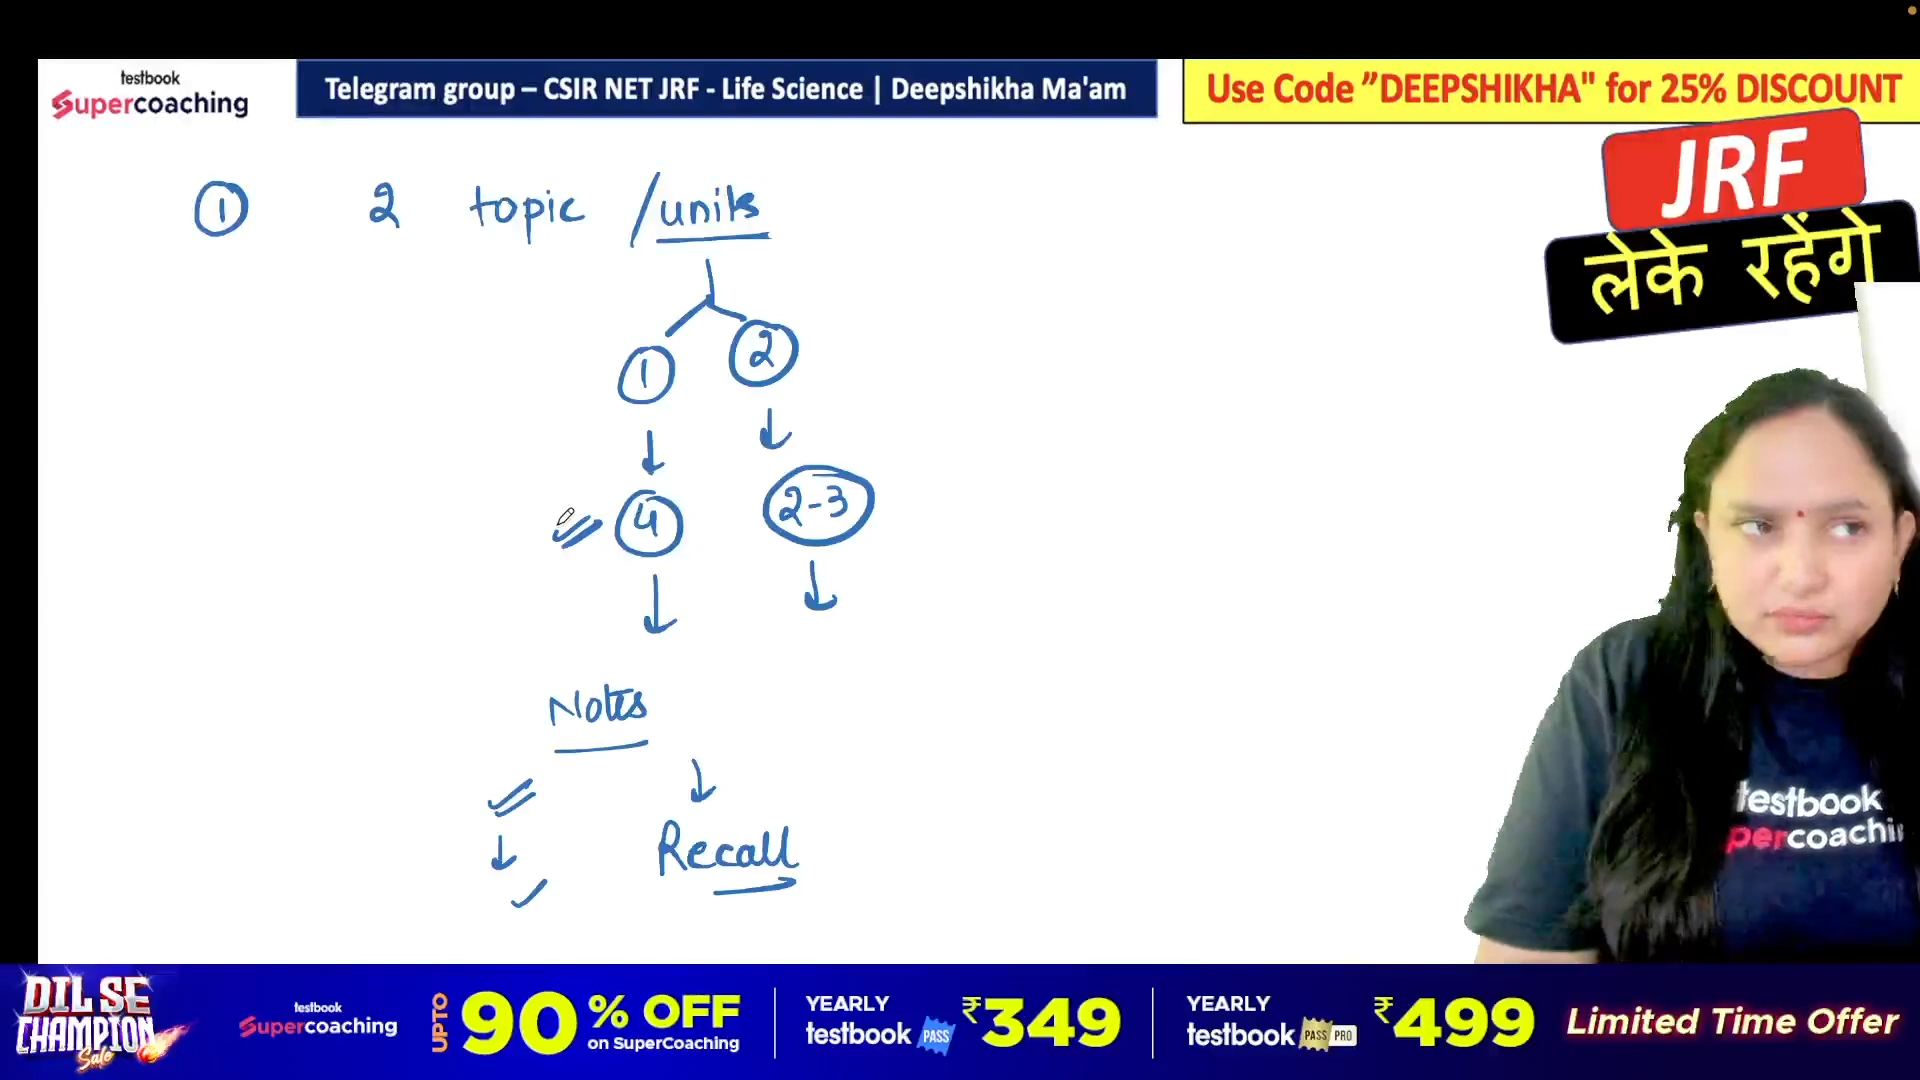 testbook
Supercoaching
Telegram group – CSIR NET JRF - Life Science | Deepshikha Ma'am
Use Code ”DEEPSHIKHA" for 25% DISCOUNT
JRF
लेके रहेंगे
① 2 topic / units
① ②
④ 2-3
Notes
Recall
testbook
percoachi
DIL SE
CHAMPION
Sale
testbook
Supercoaching
UPTO 90% OFF
on SuperCoaching
YEARLY
testbook PASS ₹349
YEARLY
testbook PASS PRO ₹499
Limited Time Offer